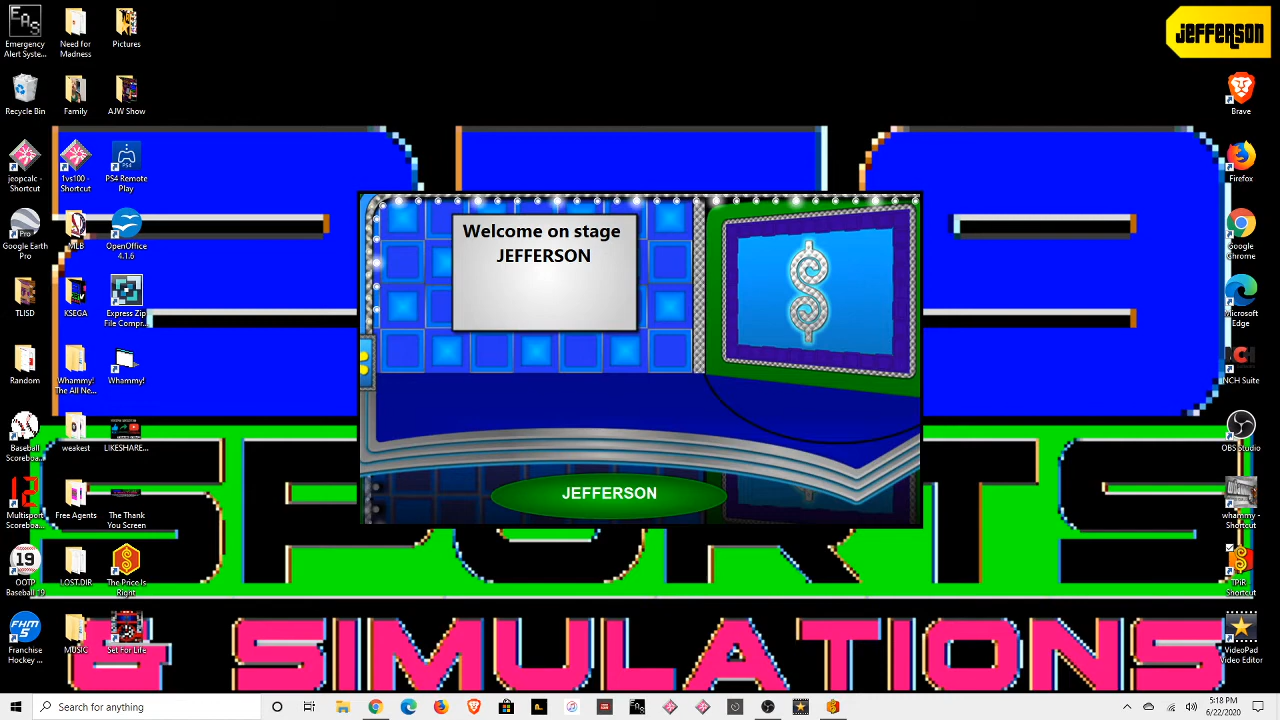 Emergency
Alert Syste...
Need for
Madness
Pictures
JEFFERSON
Recycle Bin
Family
AJW Show
Brave
jeopcalc -
Shortcut
1vs100 -
Shortcut
PS4 Remote
Play
Firefox
Google Earth
Pro
MLB
OpenOffice
4.1.6
Google
Chrome
TLISD
KSEGA
Express Zip
File Compr...
Microsoft
Edge
Welcome on stage
JEFFERSON
Random
Whammy!
The All Ne...
Whammy!
NCH Suite
Baseball
Scoreboa...
weakest
LIKESHARE...
OBS Studio
12
Multisport
Scoreboa...
Free Agents
The Thank
You Screen
whammy -
Shortcut
JEFFERSON
19
OOTP
Baseball 19
LOST.DIR
The Price Is
Right
TPiR
Shortcut
FHM
5
Franchise
Hockey ...
MUSIC
Set For Life
VideoPad
Video Editor
SPORTS
& SIMULATIONS
Search for anything
5:18 PM
6/22/2020